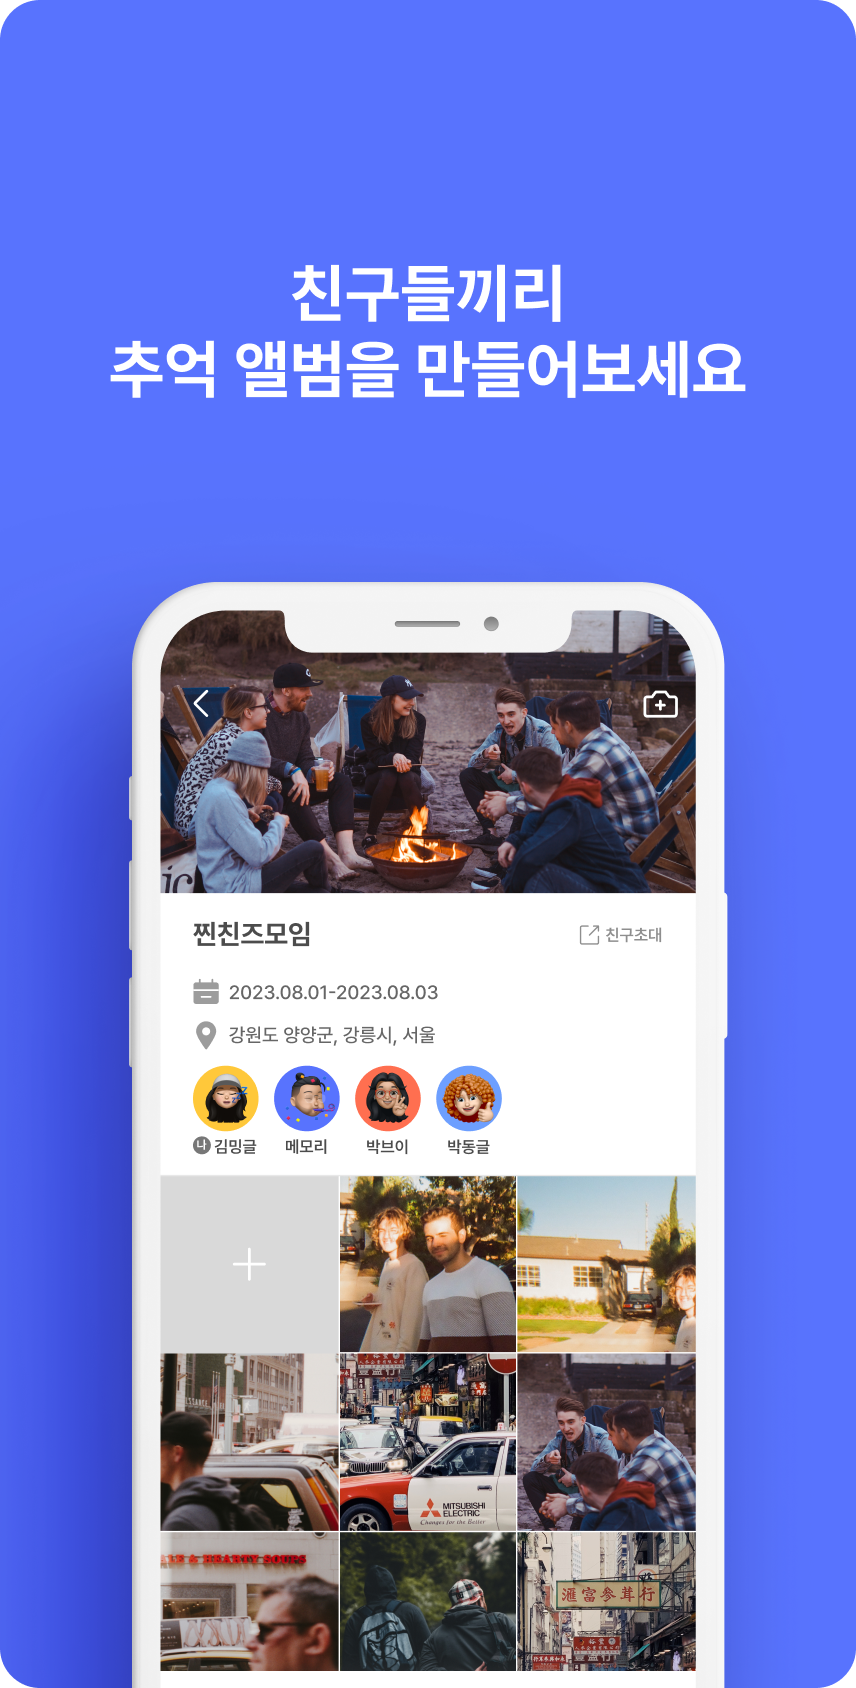 친구들끼리
추억 앨범을 만들어보세요
ic
찐친즈모임
친구초대
2023.08.01-2023.08.03
강원도 양양군, 강릉시, 서울
나 김밍글
메모리
박브이
박동글
MITSUBISHI
ELECTRIC
Changes for the Better
& HEARTY SOUPS
滙富參茸行